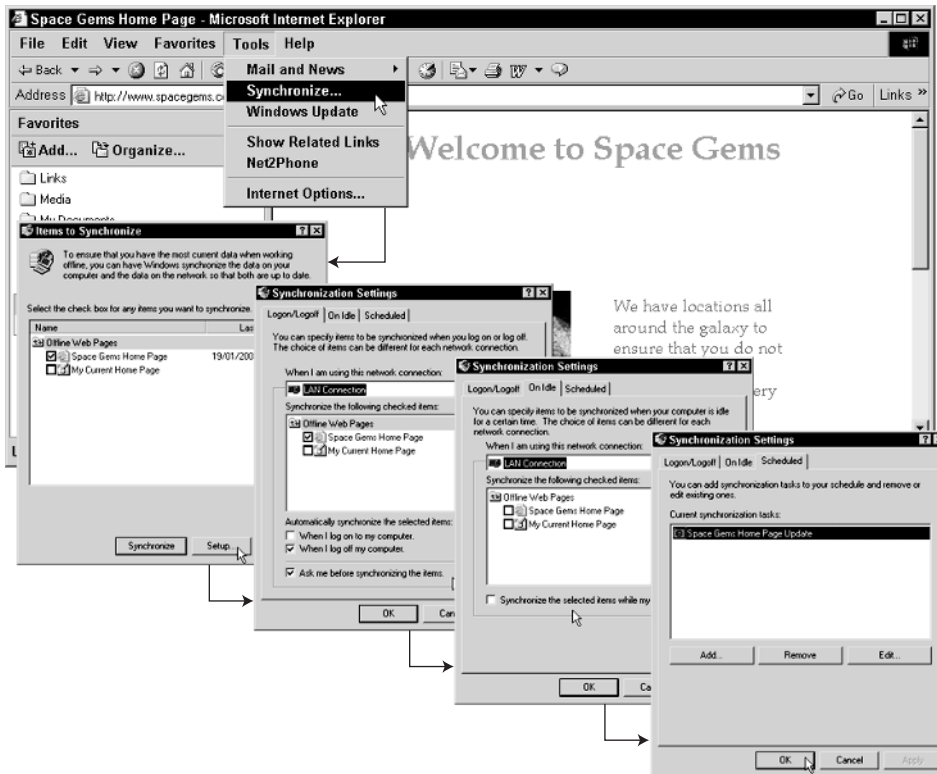 Space Gems Home Page - Microsoft Internet Explorer
File Edit View Favorites Tools Help
Back
Mail and News
Synchronize...
Windows Update
Show Related Links
Net2Phone
Internet Options...
Address http://www.spacegems.c
Go Links »
Favorites
Add... Organize...
Links
Media
My Documents
Welcome to Space Gems
We have locations all
around the galaxy to
ensure that you do not
ery
Items to Synchronize
To ensure that you have the most current data when working
offline, you can have Windows synchronize the data on your
computer and the data on the network so that both are up to date.
Select the check box for any items you want to synchronize.
Name Las
Offline Web Pages
Space Gems Home Page 19/01/200
My Current Home Page
Synchronize Setup...
Synchronization Settings
Logon/Logoff On Idle Scheduled
You can specify items to be synchronized when you log on or log off.
The choice of items can be different for each network connection.
When I am using this network connection:
LAN Connection
Synchronize the following checked items:
Offline Web Pages
Space Gems Home Page
My Current Home Page
Automatically synchronize the selected items:
When I log on to my computer.
When I log off my computer.
Ask me before synchronizing the items.
OK Can
Synchronization Settings
Logon/Logoff On Idle Scheduled
You can specify items to be synchronized when your computer is idle
for a certain time. The choice of items can be different for each
network connection.
When I am using this network connection:
LAN Connection
Synchronize the following checked items:
Offline Web Pages
Space Gems Home Page
My Current Home Page
Synchronize the selected items while my
OK Ca
Synchronization Settings
Logon/Logoff On Idle Scheduled
You can add synchronization tasks to your schedule and remove or
edit existing ones.
Current synchronization tasks:
Space Gems Home Page Update
Add... Remove Edit...
OK Cancel Apply